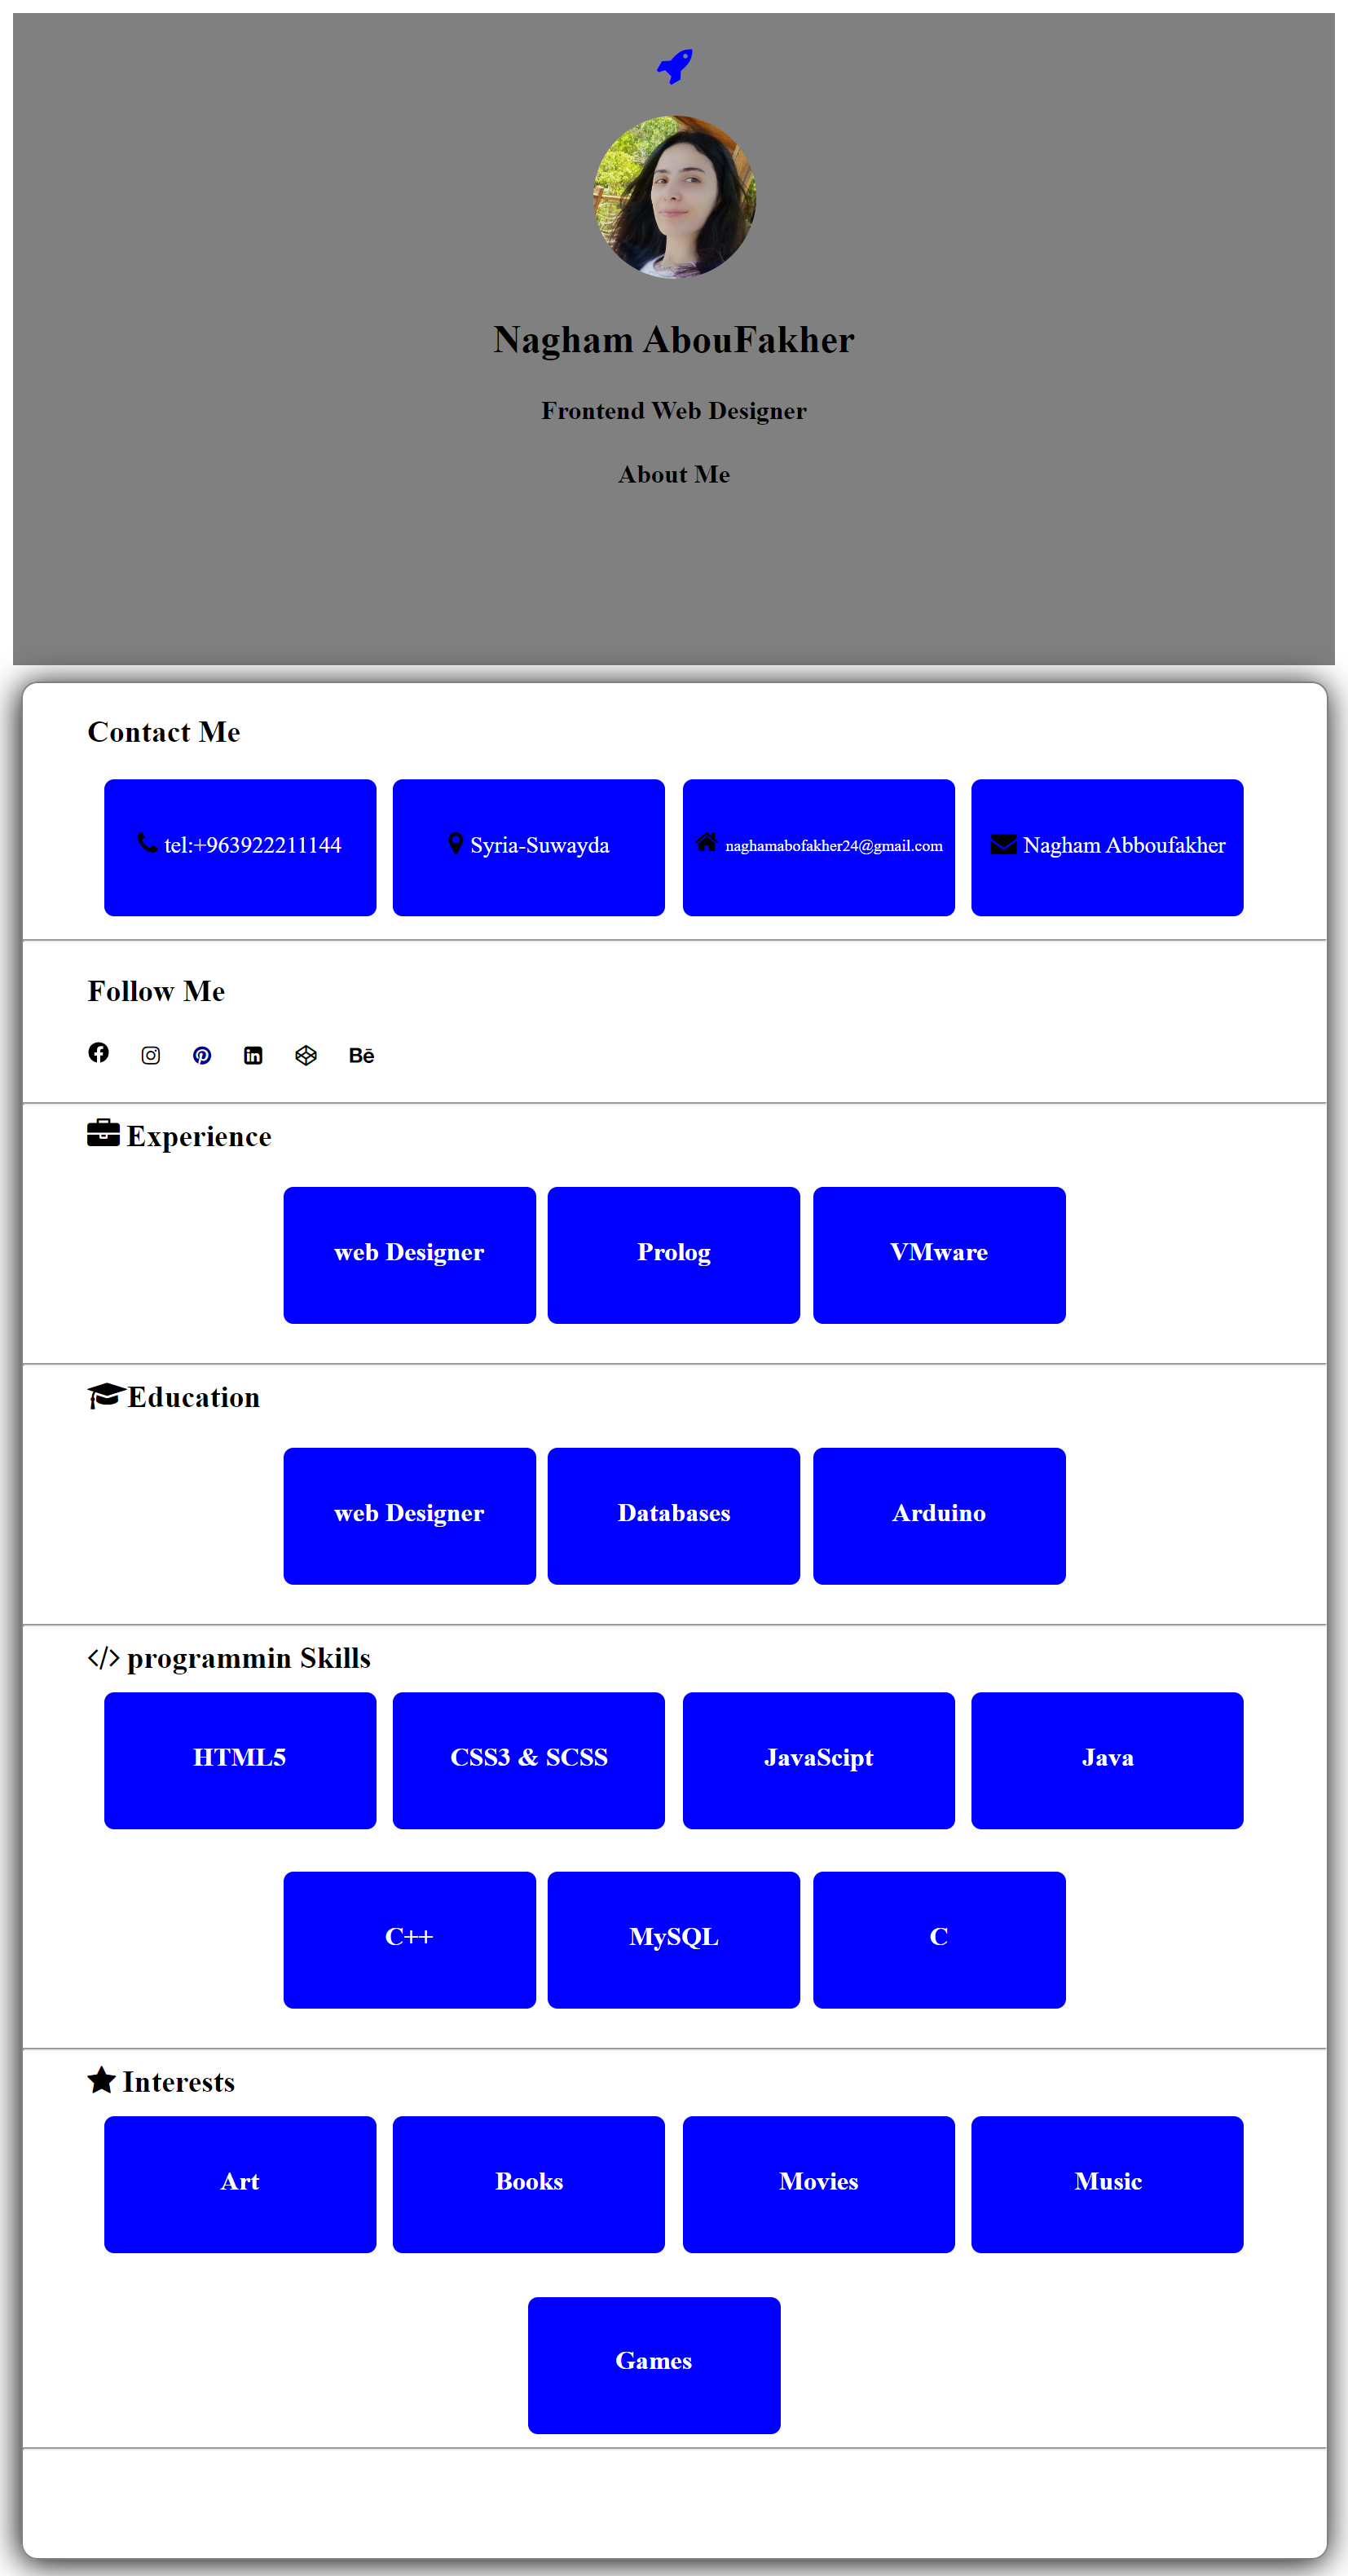 Nagham AbouFakher
Frontend Web Designer
About Me
Contact Me
tel:+963922211144
Syria-Suwayda
naghamabofakher24@gmail.com
Nagham Abboufakher
Follow Me
Bē
Experience
web Designer
Prolog
VMware
Education
web Designer
Databases
Arduino
</> programmin Skills
HTML5
CSS3 & SCSS
JavaScipt
Java
C++
MySQL
C
Interests
Art
Books
Movies
Music
Games